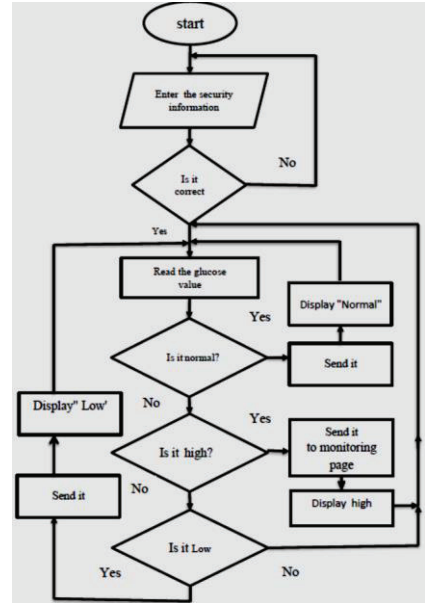 start
Enter the security
information
No
Is it
correct
Yes
Read the glucose
value
Yes
Display "Normal"
Is it normal?
Send it
No
Display" Low'
Yes
Send it
to monitoring
page
Is it high?
No
Send it
Display high
Is it Low
Yes
No